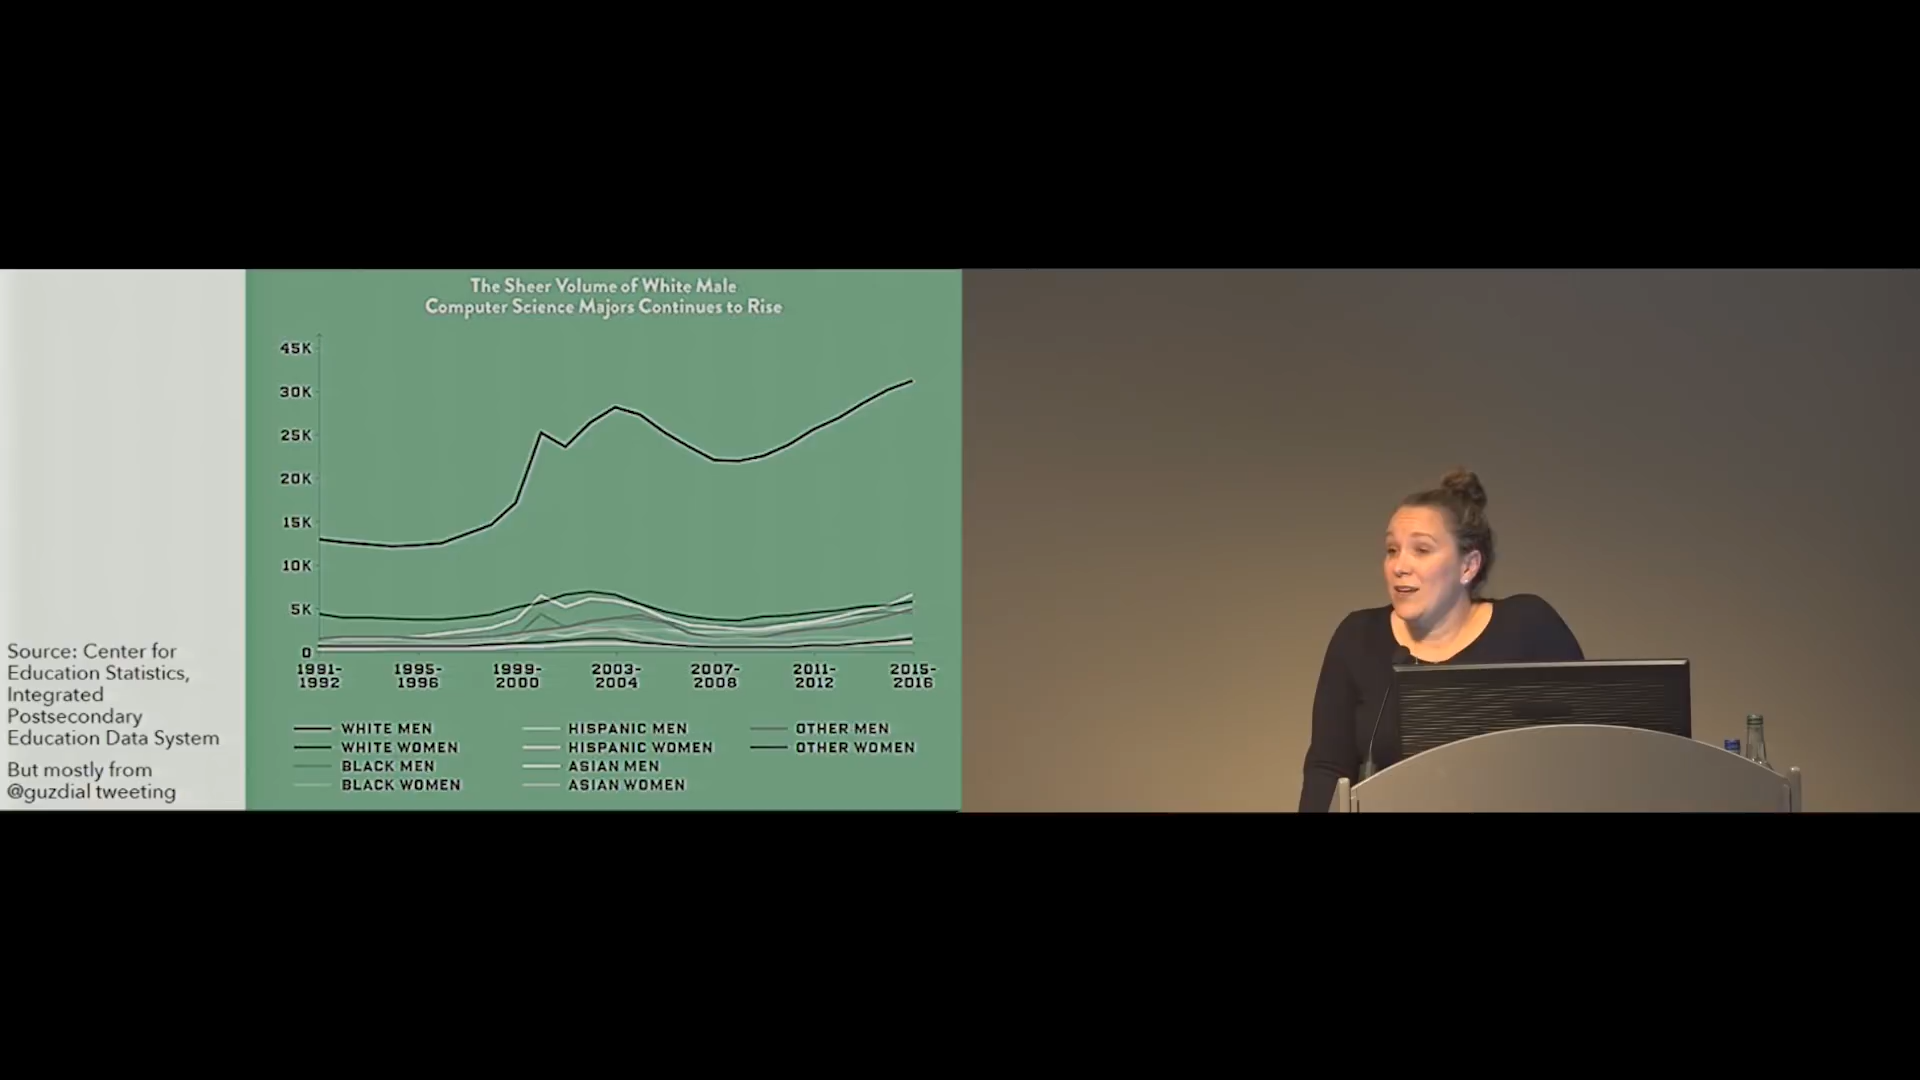 The Sheer Volume of White Male
Computer Science Majors Continues to Rise
45K
30K
25K
20K
15K
10K
5K
0
1991-
1992
1995-
1996
1999-
2000
2003-
2004
2007-
2008
2011-
2012
2015-
2016
WHITE MEN
WHITE WOMEN
BLACK MEN
BLACK WOMEN
HISPANIC MEN
HISPANIC WOMEN
ASIAN MEN
ASIAN WOMEN
OTHER MEN
OTHER WOMEN
Source: Center for
Education Statistics,
Integrated
Postsecondary
Education Data System
But mostly from
@guzdial tweeting